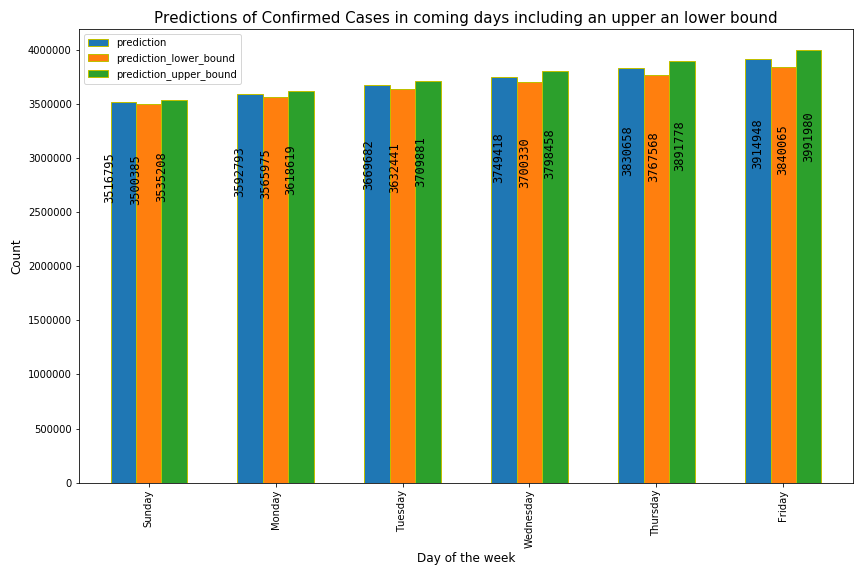 Predictions of Confirmed Cases in coming days including an upper an lower bound
prediction
prediction_lower_bound
prediction_upper_bound
Count
4000000
3500000
3000000
2500000
2000000
1500000
1000000
500000
0
3516795
3500385
3535208
3592793
3565975
3618619
3669682
3632441
3709881
3749418
3700330
3798458
3830658
3767568
3891778
3914948
3840065
3991980
Sunday
Monday
Tuesday
Wednesday
Thursday
Friday
Day of the week